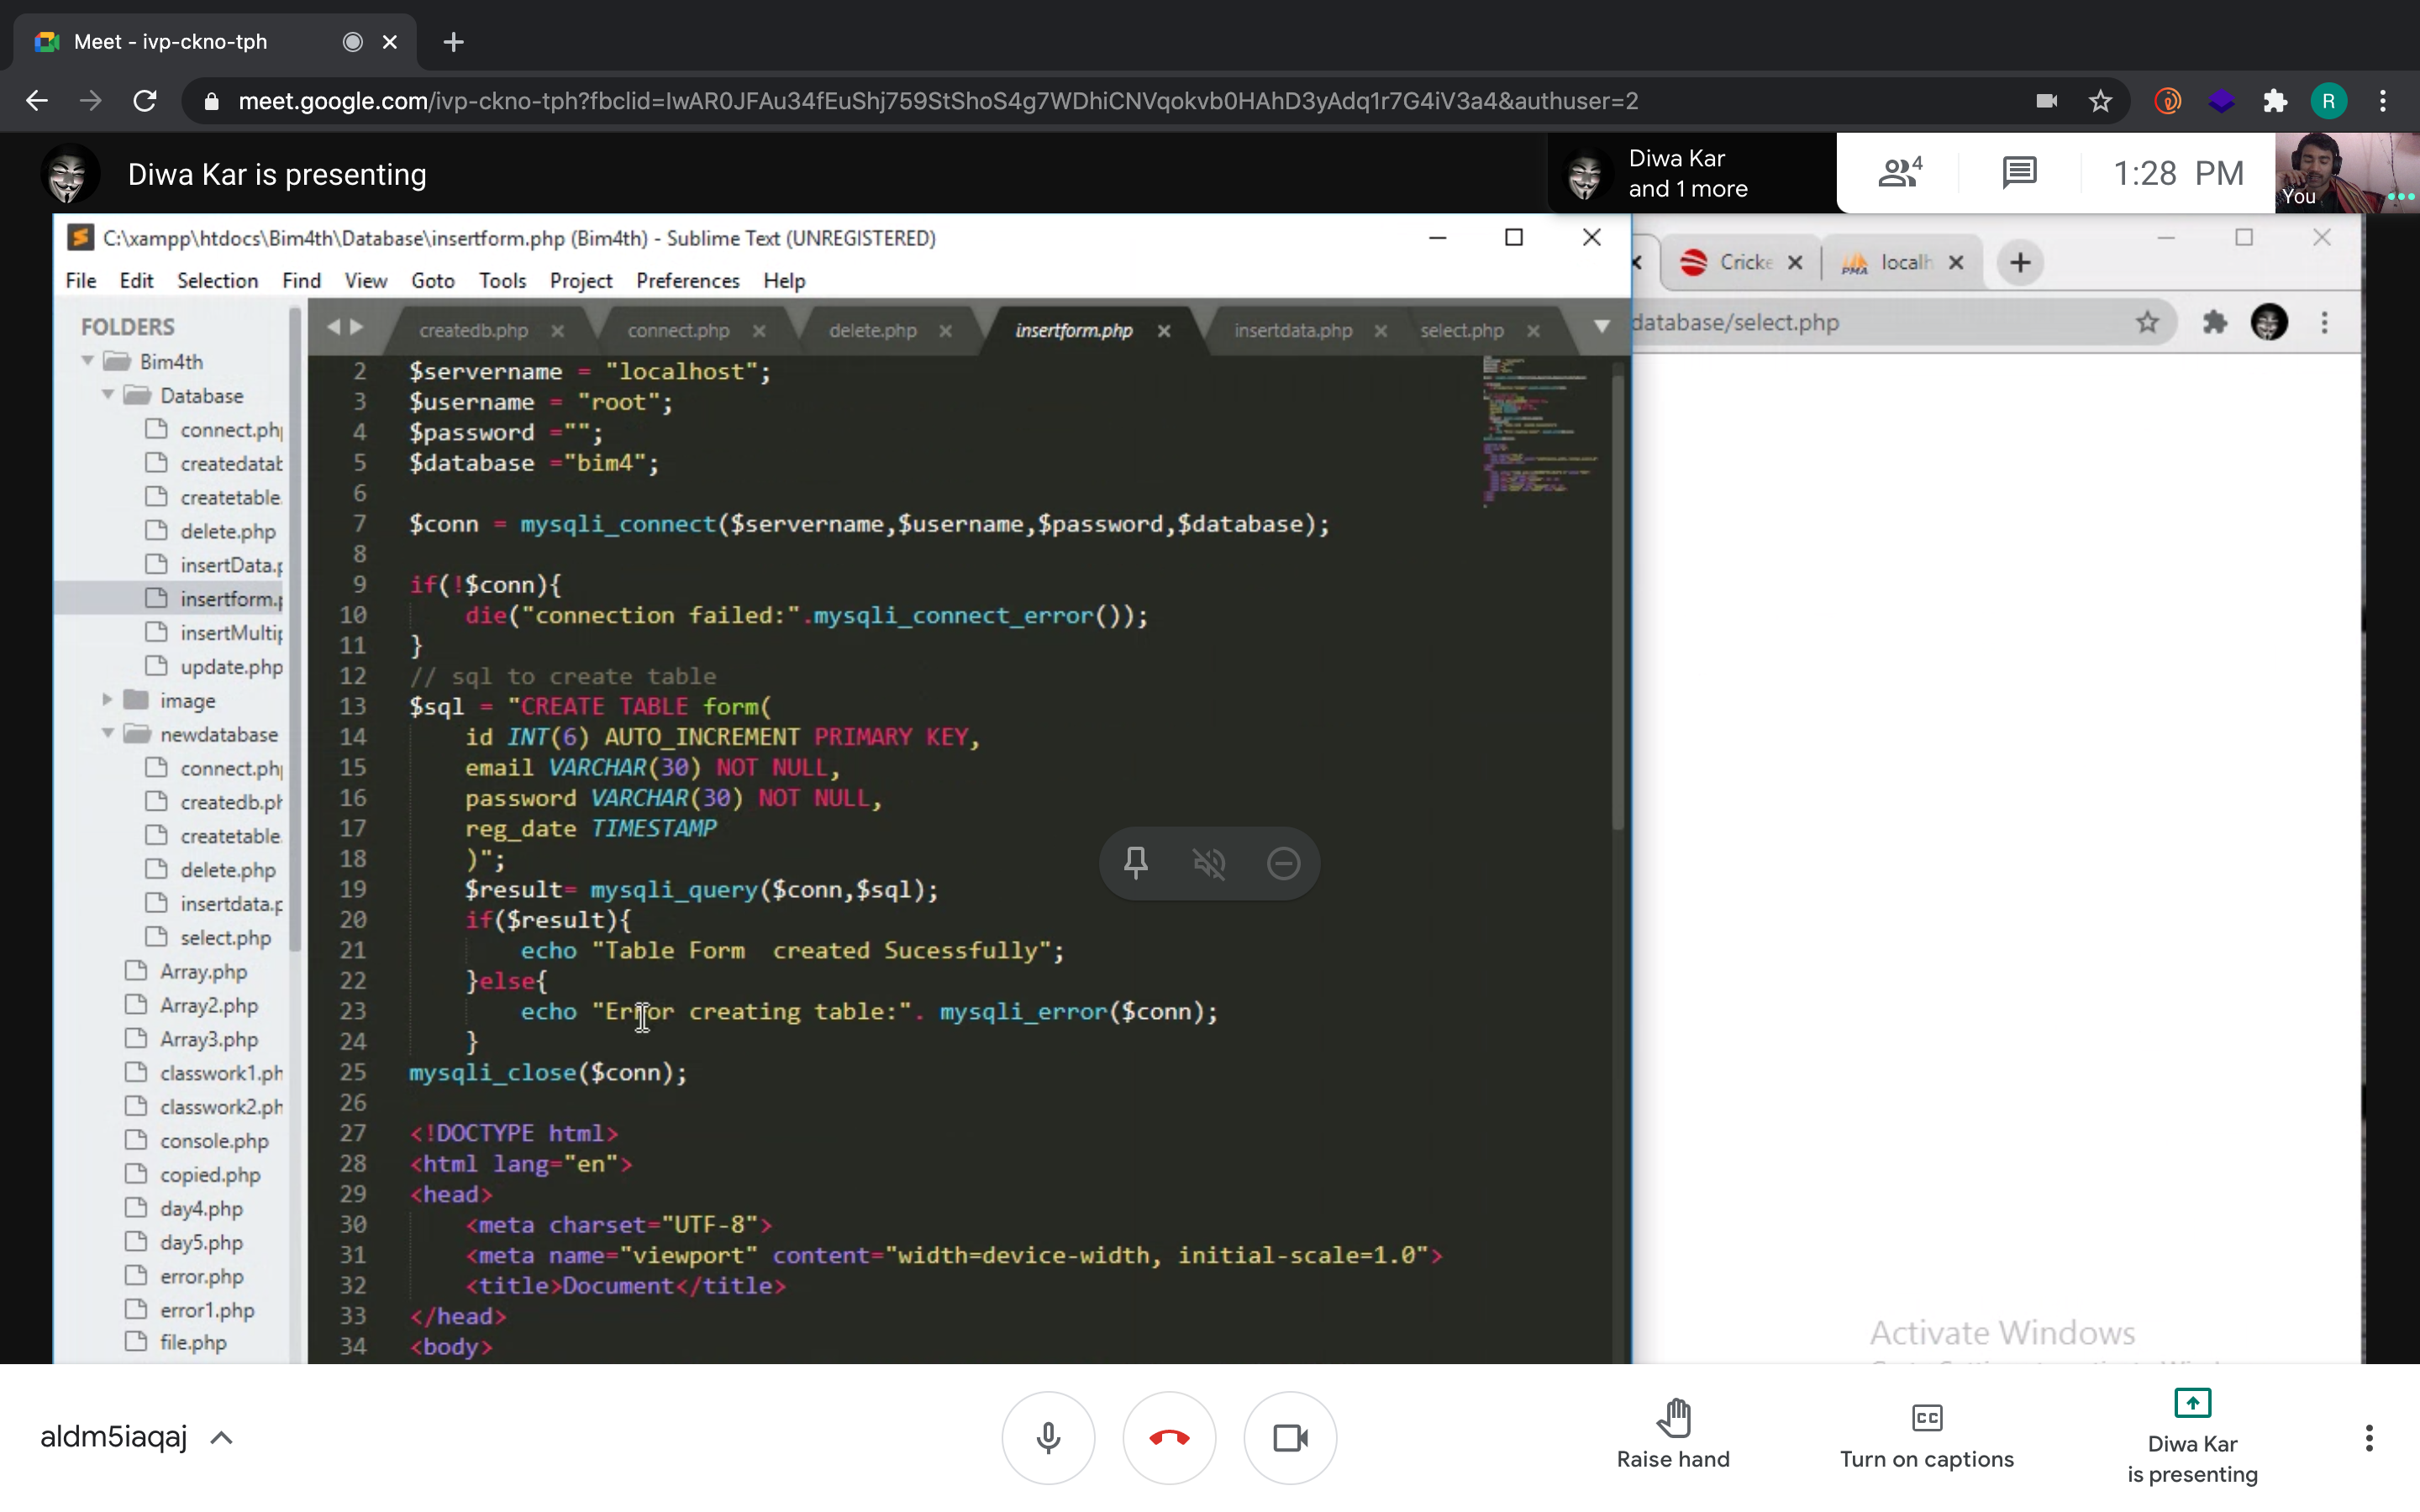 Meet - ivp-ckno-tph
meet.google.com/ivp-ckno-tph?fbclid=IwAR0JFAu34fEuShj759StShoS4g7WDhiCNVqokvb0HAhD3yAdq1r7G4iV3a4&authuser=2
R
Diwa Kar is presenting
Diwa Kar
and 1 more
4
1:28 PM
You
C:\xampp\htdocs\Bim4th\Database\insertform.php (Bim4th) - Sublime Text (UNREGISTERED)
File Edit Selection Find View Goto Tools Project Preferences Help
Cricke
PMA
localh
database/select.php
FOLDERS
Bim4th
Database
connect.ph
createdatab
createtable.
delete.php
insertData.p
insertform.p
insertMultip
update.php
image
newdatabase
connect.ph
createdb.ph
createtable.
delete.php
insertdata.p
select.php
Array.php
Array2.php
Array3.php
classwork1.ph
classwork2.ph
console.php
copied.php
day4.php
day5.php
error.php
error1.php
file.php
createdb.php connect.php delete.php insertform.php insertdata.php select.php
2 $servername = "localhost";
3 $username = "root";
4 $password ="";
5 $database ="bim4";
6
7 $conn = mysqli_connect($servername,$username,$password,$database);
8
9 if(!$conn){
10 die("connection failed:".mysqli_connect_error());
11 }
12 // sql to create table
13 $sql = "CREATE TABLE form(
14 id INT(6) AUTO_INCREMENT PRIMARY KEY,
15 email VARCHAR(30) NOT NULL,
16 password VARCHAR(30) NOT NULL,
17 reg_date TIMESTAMP
18 )";
19 $result= mysqli_query($conn,$sql);
20 if($result){
21 echo "Table Form  created Sucessfully";
22 }else{
23 echo "Error creating table:". mysqli_error($conn);
24 }
25 mysqli_close($conn);
26
27 <!DOCTYPE html>
28 <html lang="en">
29 <head>
30 <meta charset="UTF-8">
31 <meta name="viewport" content="width=device-width, initial-scale=1.0">
32 <title>Document</title>
33 </head>
34 <body>
Activate Windows
aldm5iaqaj
Raise hand
CC
Turn on captions
Diwa Kar
is presenting